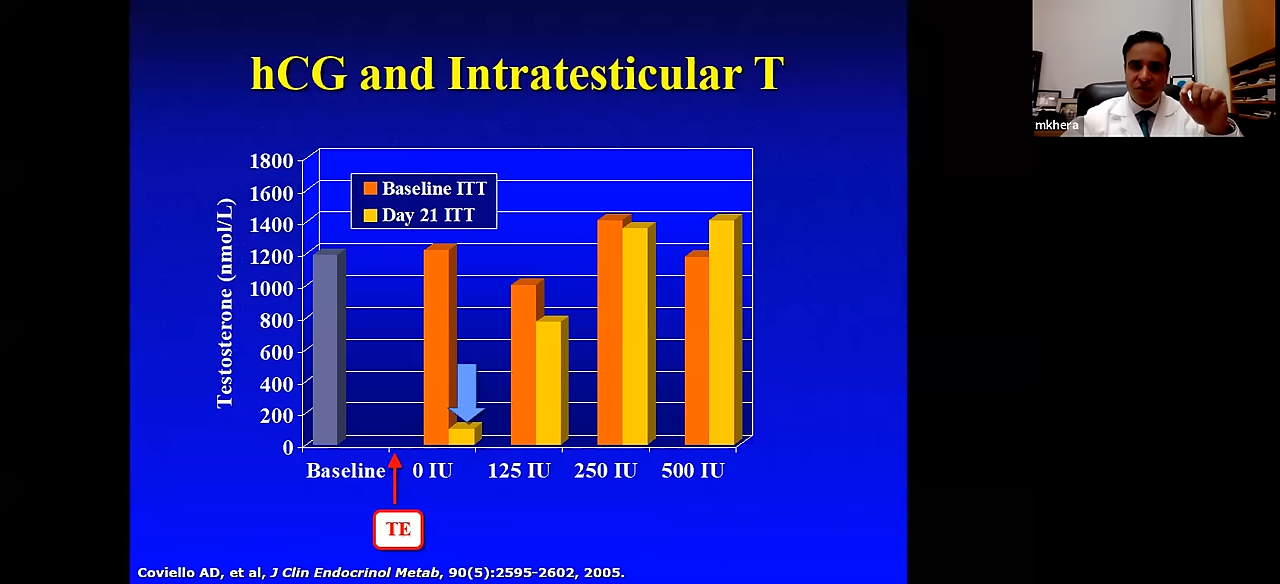 hCG and Intratesticular T
mkhera
1800
1600
1400
1200
1000
800
600
400
200
0
Testosterone (nmol/L)
Baseline ITT
Day 21 ITT
Baseline 0 IU 125 IU 250 IU 500 IU
TE
Coviello AD, et al, J Clin Endocrinol Metab, 90(5):2595-2602, 2005.